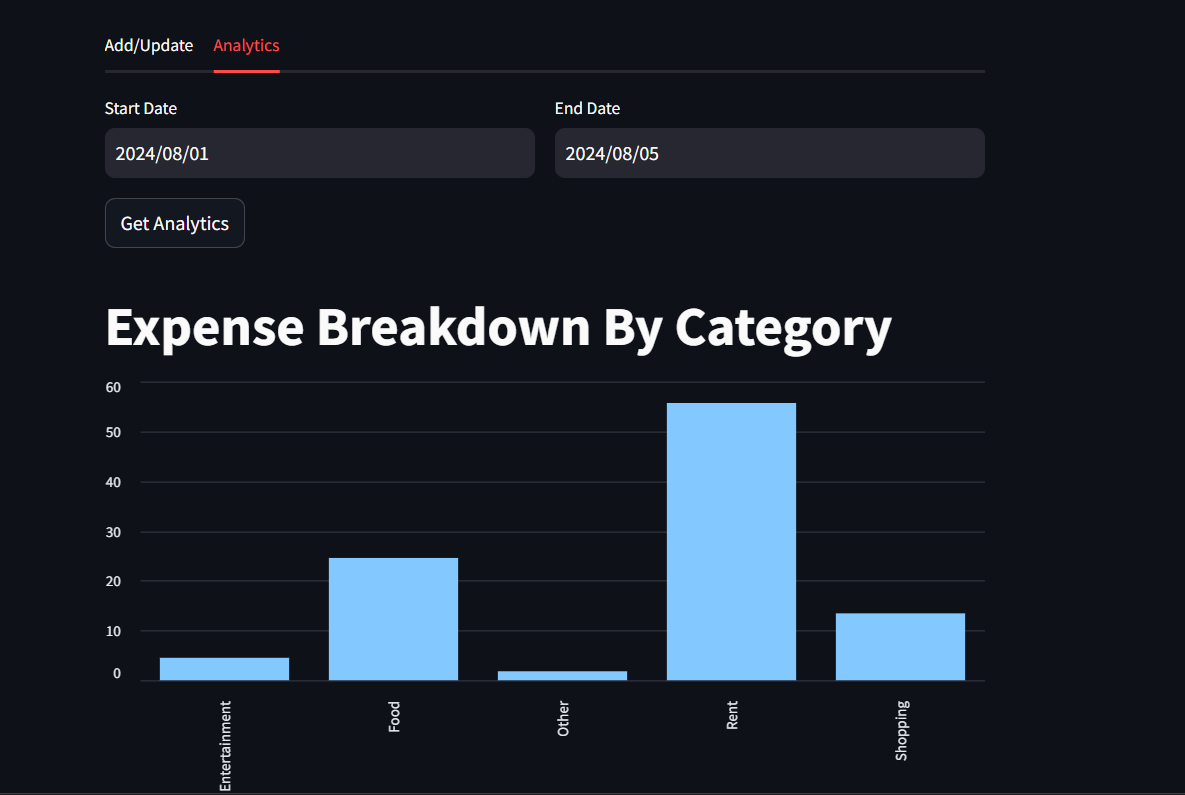 Add/Update Analytics
Start Date End Date
2024/08/01 2024/08/05
Get Analytics
Expense Breakdown By Category
60
50
40
30
20
10
0
Entertainment Food Other Rent Shopping